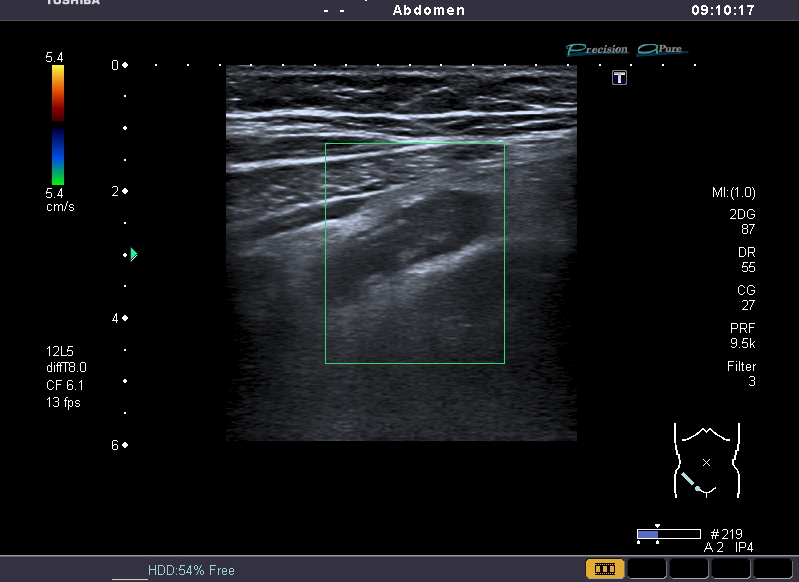 TOSHIBA
- - Abdomen 09:10:17
Precision APure
T
5.4
5.4
cm/s
0
2
4
6
MI:(1.0)
2DG
87
DR
55
CG
27
PRF
9.5k
Filter
3
12L5
diffT8.0
CF 6.1
13 fps
#219
A 2 IP4
HDD:54% Free